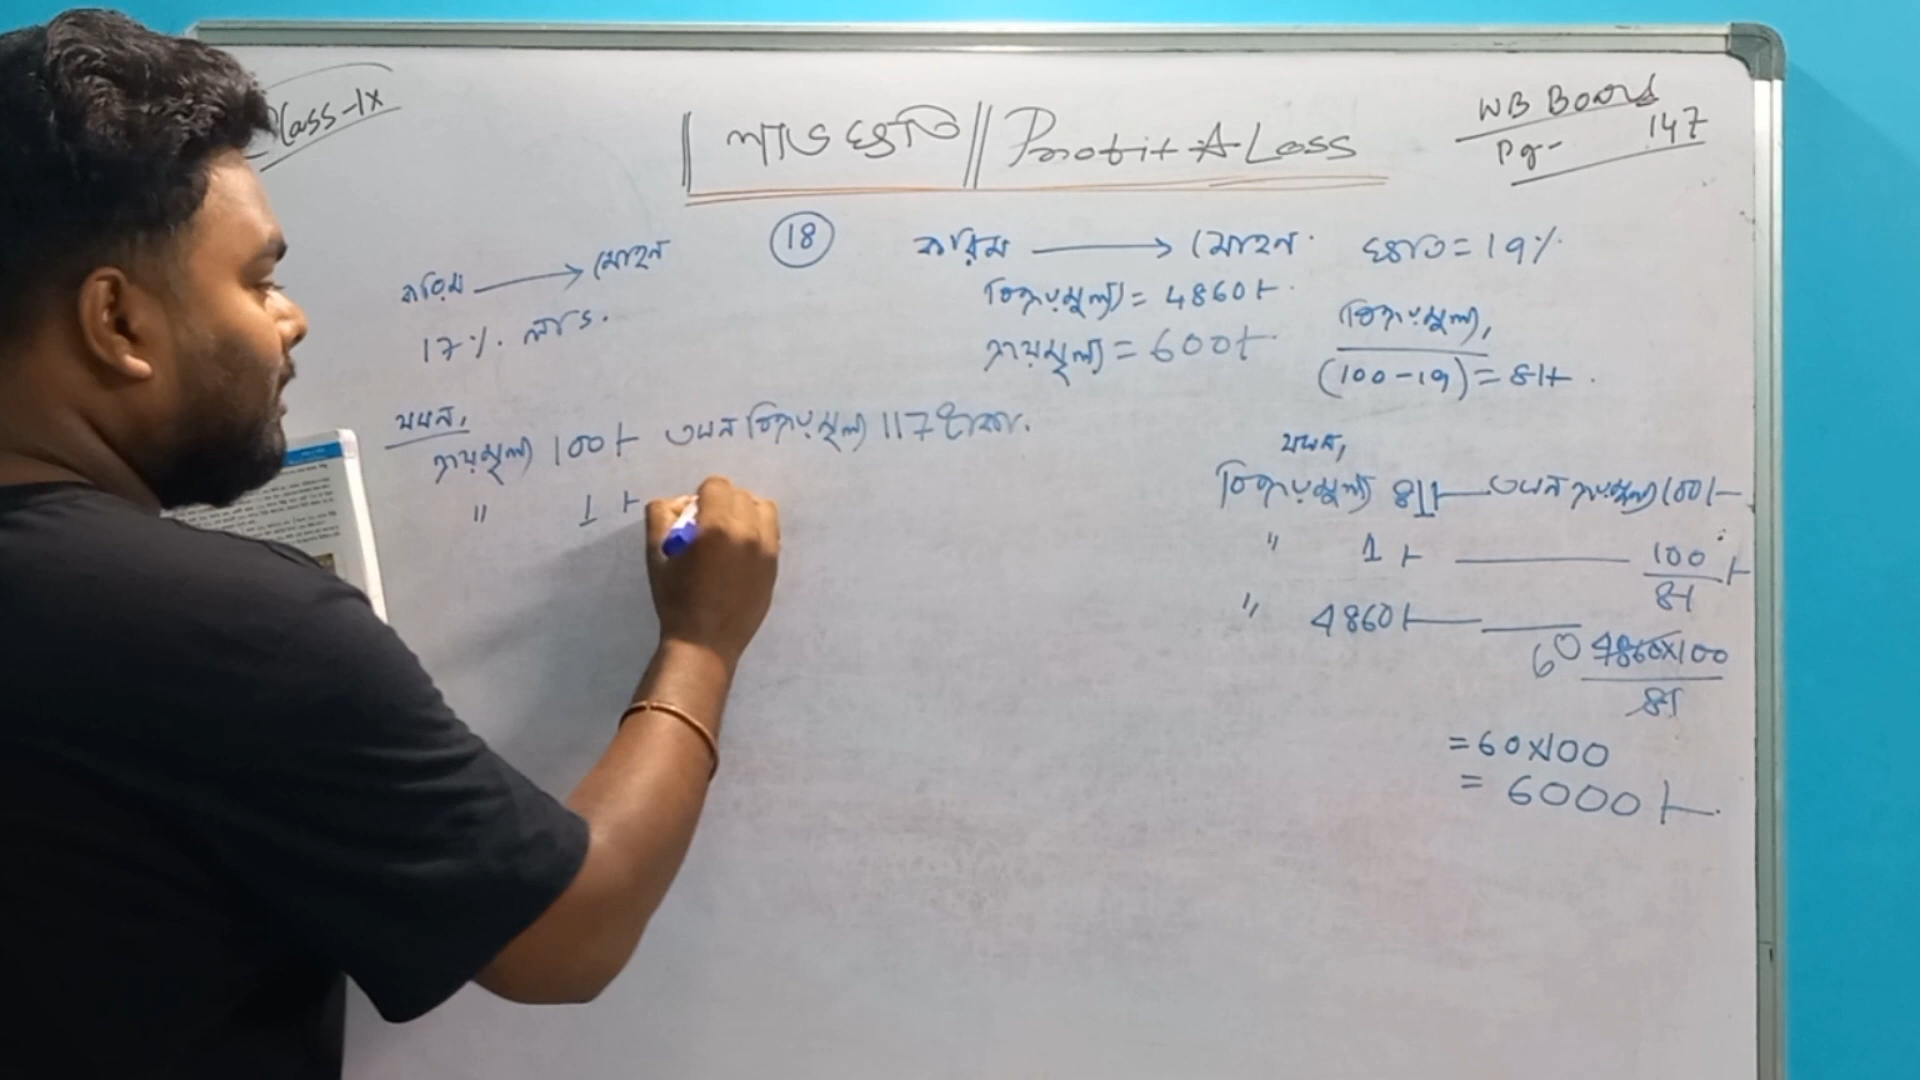 Class-IX
লাভ ক্ষতি || Profit & Loss
WB Board
Pg- 147
18
করিম → মোহন
17% লাভ.
যখন,
ক্রয়মূল্য 100 ৳ তখন বিক্রয়মূল্য 117 টাকা.
" 1 ৳
করিম → মোহন. ক্ষতি = 19%.
বিক্রয়মূল্য = 4860 ৳.
ক্রয়মূল্য = 600 ৳
বিক্রয়মূল্য,
(100-19) = 81 ৳.
যখন,
বিক্রয়মূল্য 81 ৳ — তখন ক্রয়মূল্য 100 ৳
" 1 ৳ — 100/81 ৳
" 4860 ৳ — 60 4860×100/81
= 60×100
= 6000 ৳.